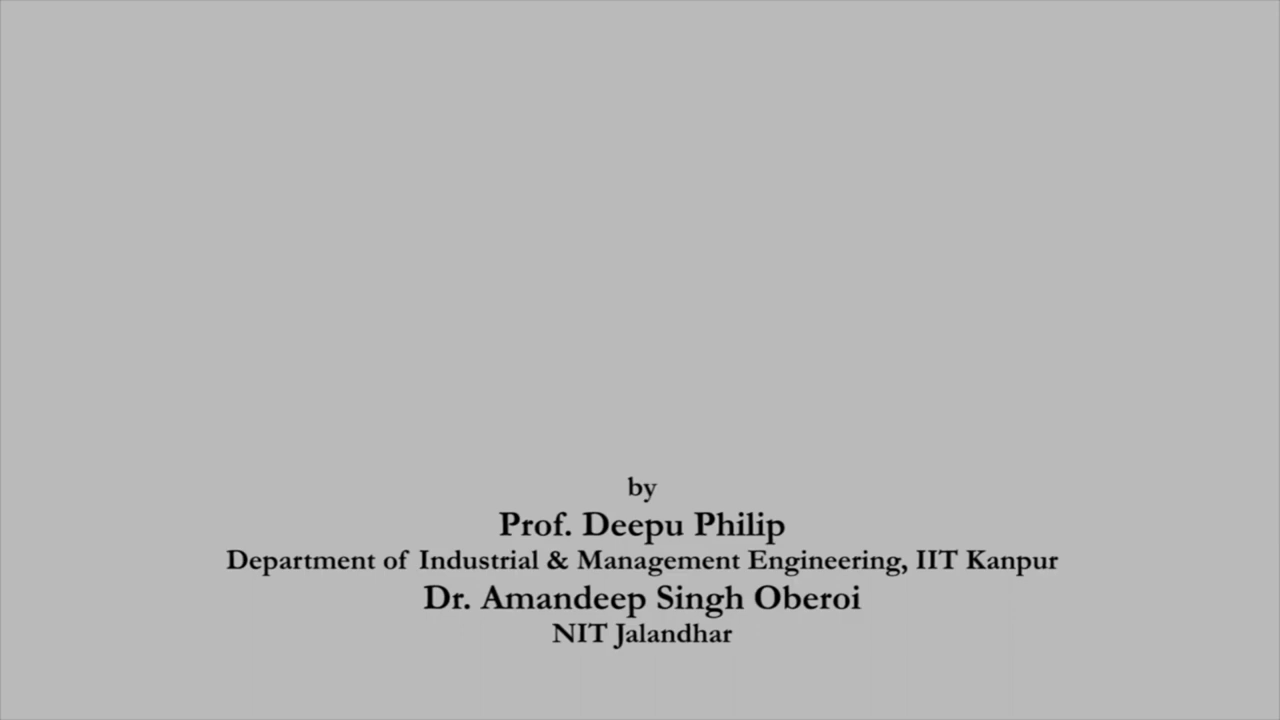 by
Prof. Deepu Philip
Department of Industrial & Management Engineering, IIT Kanpur
Dr. Amandeep Singh Oberoi
NIT Jalandhar